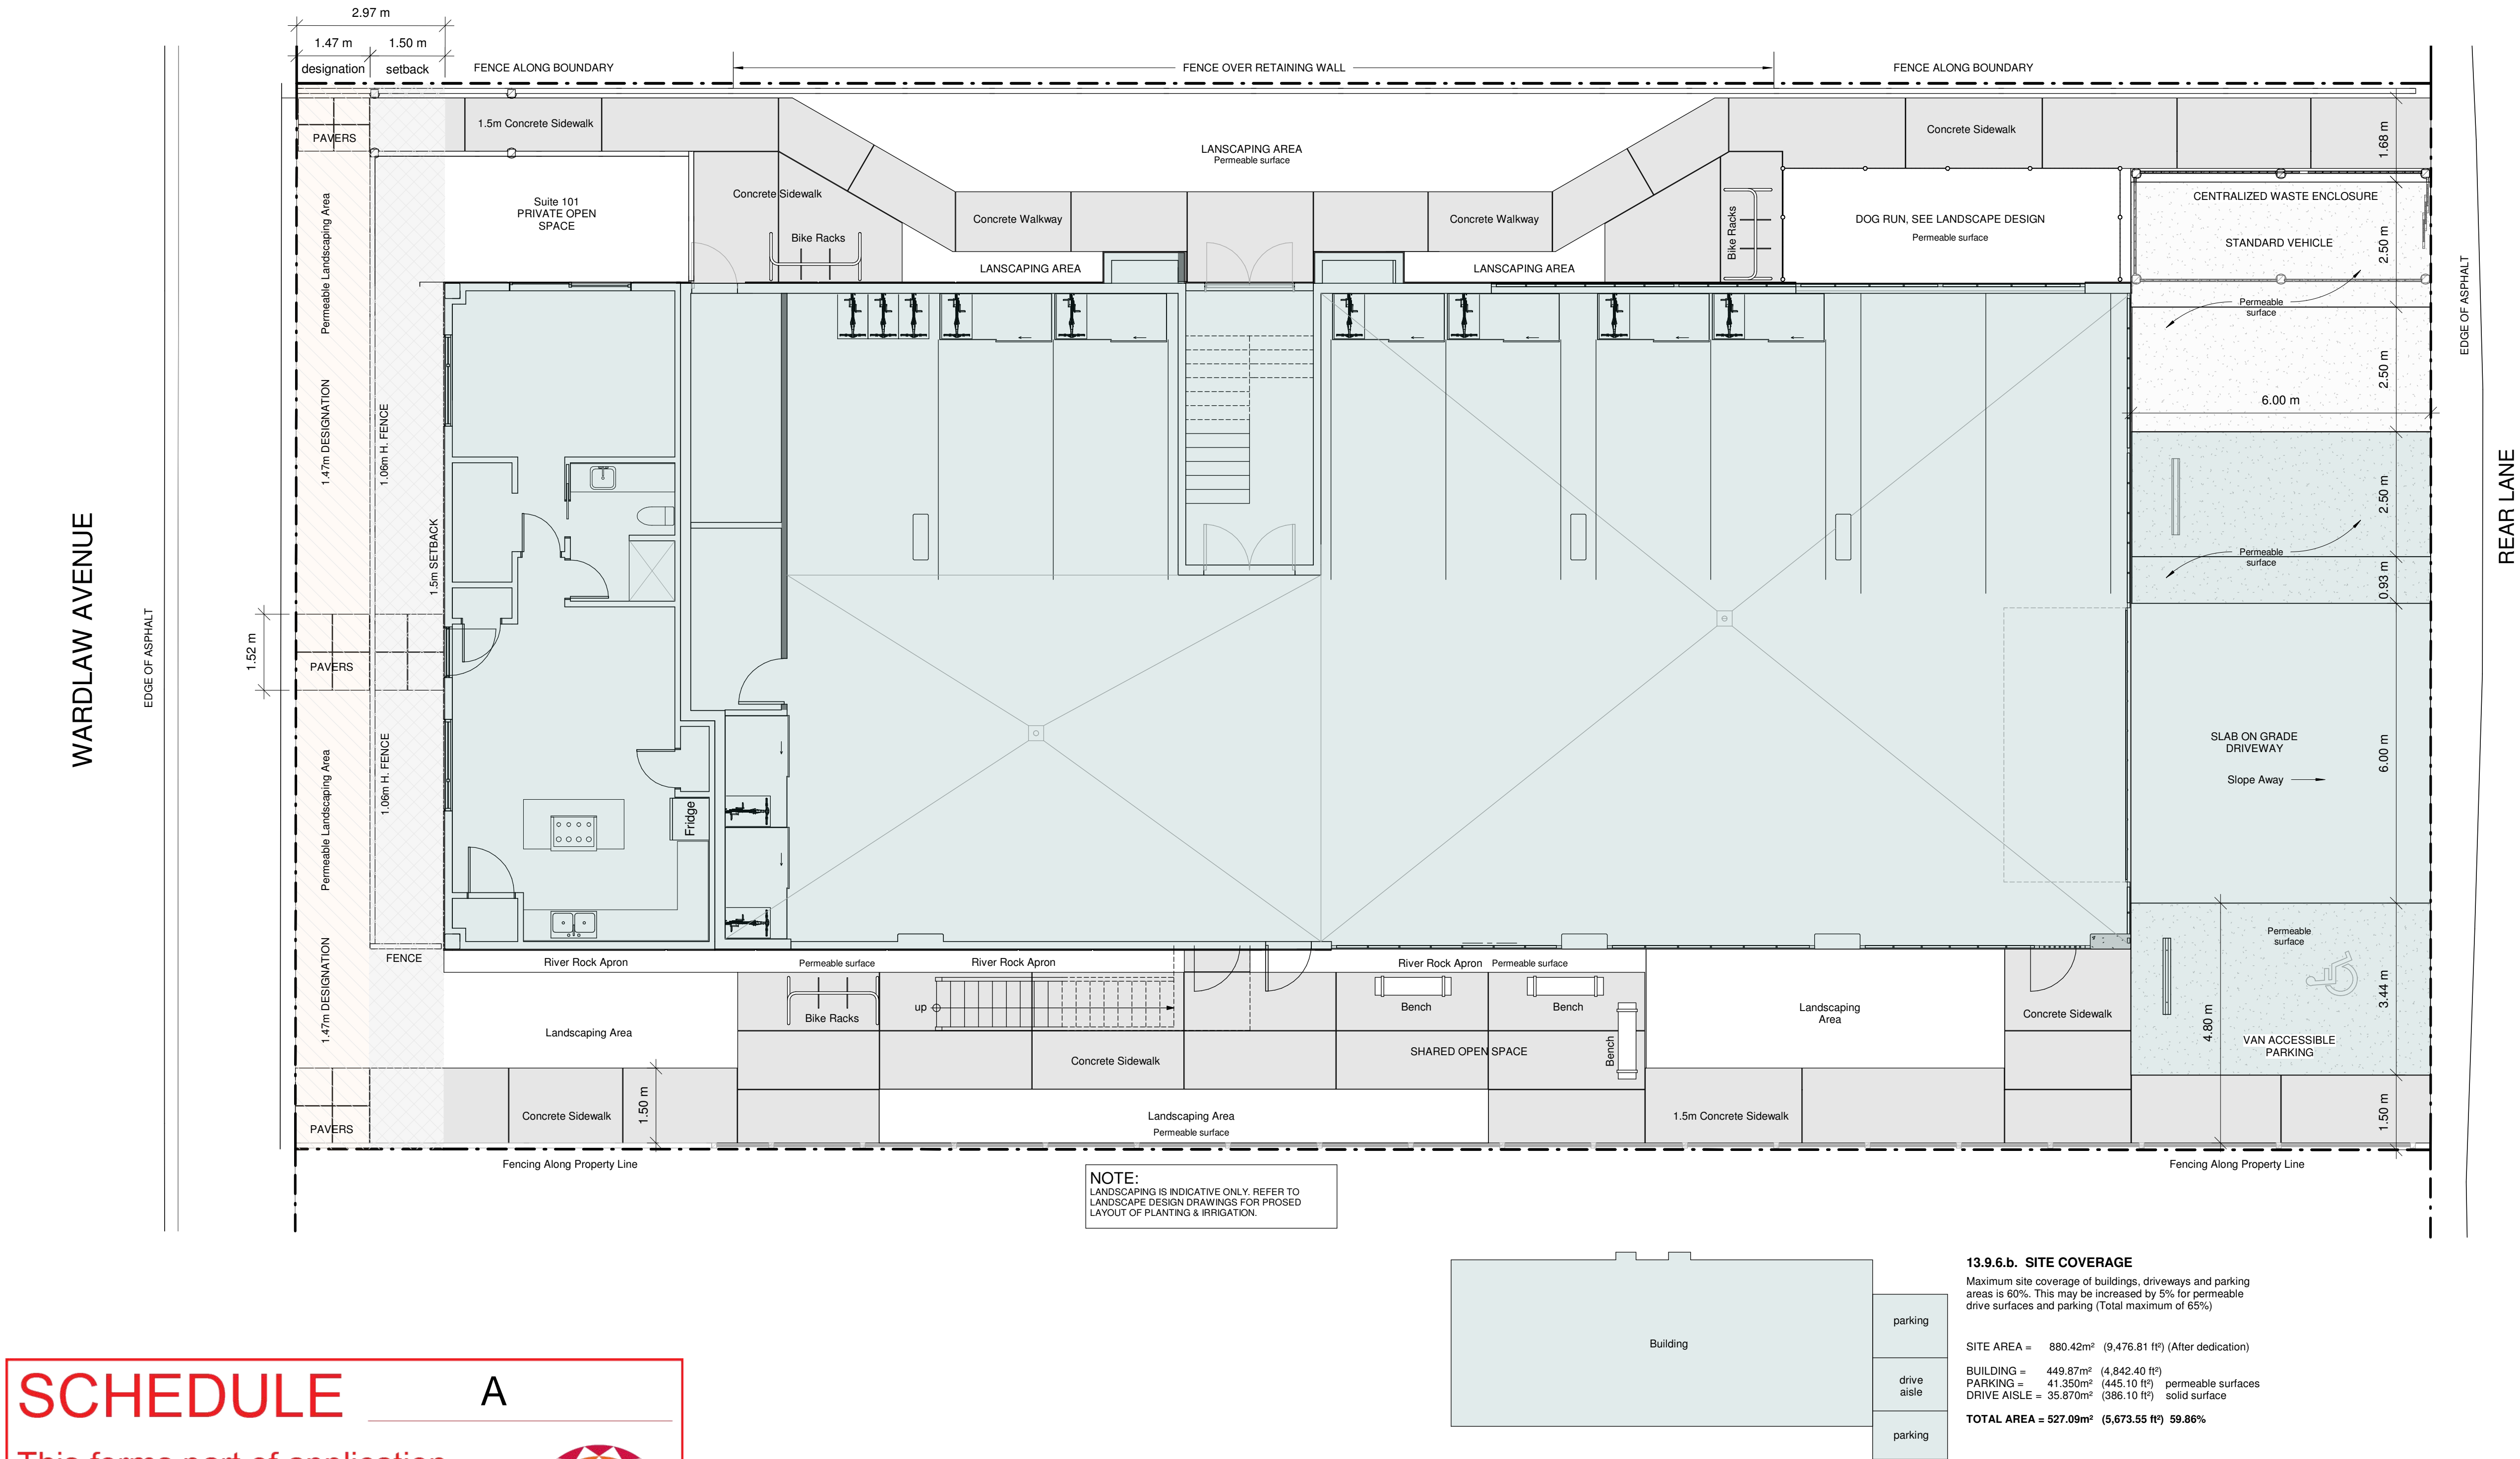 2.97 m
1.47 m
1.50 m
designation
setback
FENCE ALONG BOUNDARY
FENCE OVER RETAINING WALL
FENCE ALONG BOUNDARY
PAVERS
1.5m Concrete Sidewalk
LANSCAPING AREA
Permeable surface
Concrete Sidewalk
1.68 m
Permeable Landscaping Area
Suite 101
PRIVATE OPEN
SPACE
Concrete Sidewalk
Bike Racks
Concrete Walkway
Concrete Walkway
Bike Racks
DOG RUN, SEE LANDSCAPE DESIGN
Permeable surface
CENTRALIZED WASTE ENCLOSURE
STANDARD VEHICLE
2.50 m
LANSCAPING AREA
LANSCAPING AREA
Permeable
surface
EDGE OF ASPHALT
2.50 m
6.00 m
1.47m DESIGNATION
1.06m H. FENCE
1.5m SETBACK
2.50 m
Permeable
surface
0.93 m
REAR LANE
WARDLAW AVENUE
EDGE OF ASPHALT
1.52 m
PAVERS
Permeable Landscaping Area
1.06m H. FENCE
Fridge
SLAB ON GRADE
DRIVEWAY
Slope Away
6.00 m
1.47m DESIGNATION
FENCE
River Rock Apron
Permeable surface
River Rock Apron
River Rock Apron
Permeable surface
Permeable
surface
Landscaping Area
Bike Racks
up
Bench
Bench
Bench
Landscaping
Area
Concrete Sidewalk
4.80 m
3.44 m
VAN ACCESSIBLE
PARKING
Concrete Sidewalk
SHARED OPEN SPACE
PAVERS
Concrete Sidewalk
1.50 m
Landscaping Area
Permeable surface
1.5m Concrete Sidewalk
1.50 m
Fencing Along Property Line
Fencing Along Property Line
NOTE:
LANDSCAPING IS INDICATIVE ONLY. REFER TO
LANDSCAPE DESIGN DRAWINGS FOR PROSED
LAYOUT OF PLANTING & IRRIGATION.
Building
parking
drive
aisle
parking
13.9.6.b. SITE COVERAGE
Maximum site coverage of buildings, driveways and parking
areas is 60%. This may be increased by 5% for permeable
drive surfaces and parking (Total maximum of 65%)
SITE AREA = 880.42m² (9,476.81 ft²) (After dedication)
BUILDING = 449.87m² (4,842.40 ft²)
PARKING = 41.350m² (445.10 ft²) permeable surfaces
DRIVE AISLE = 35.870m² (386.10 ft²) solid surface
TOTAL AREA = 527.09m² (5,673.55 ft²) 59.86%
SCHEDULE A
This forms part of application